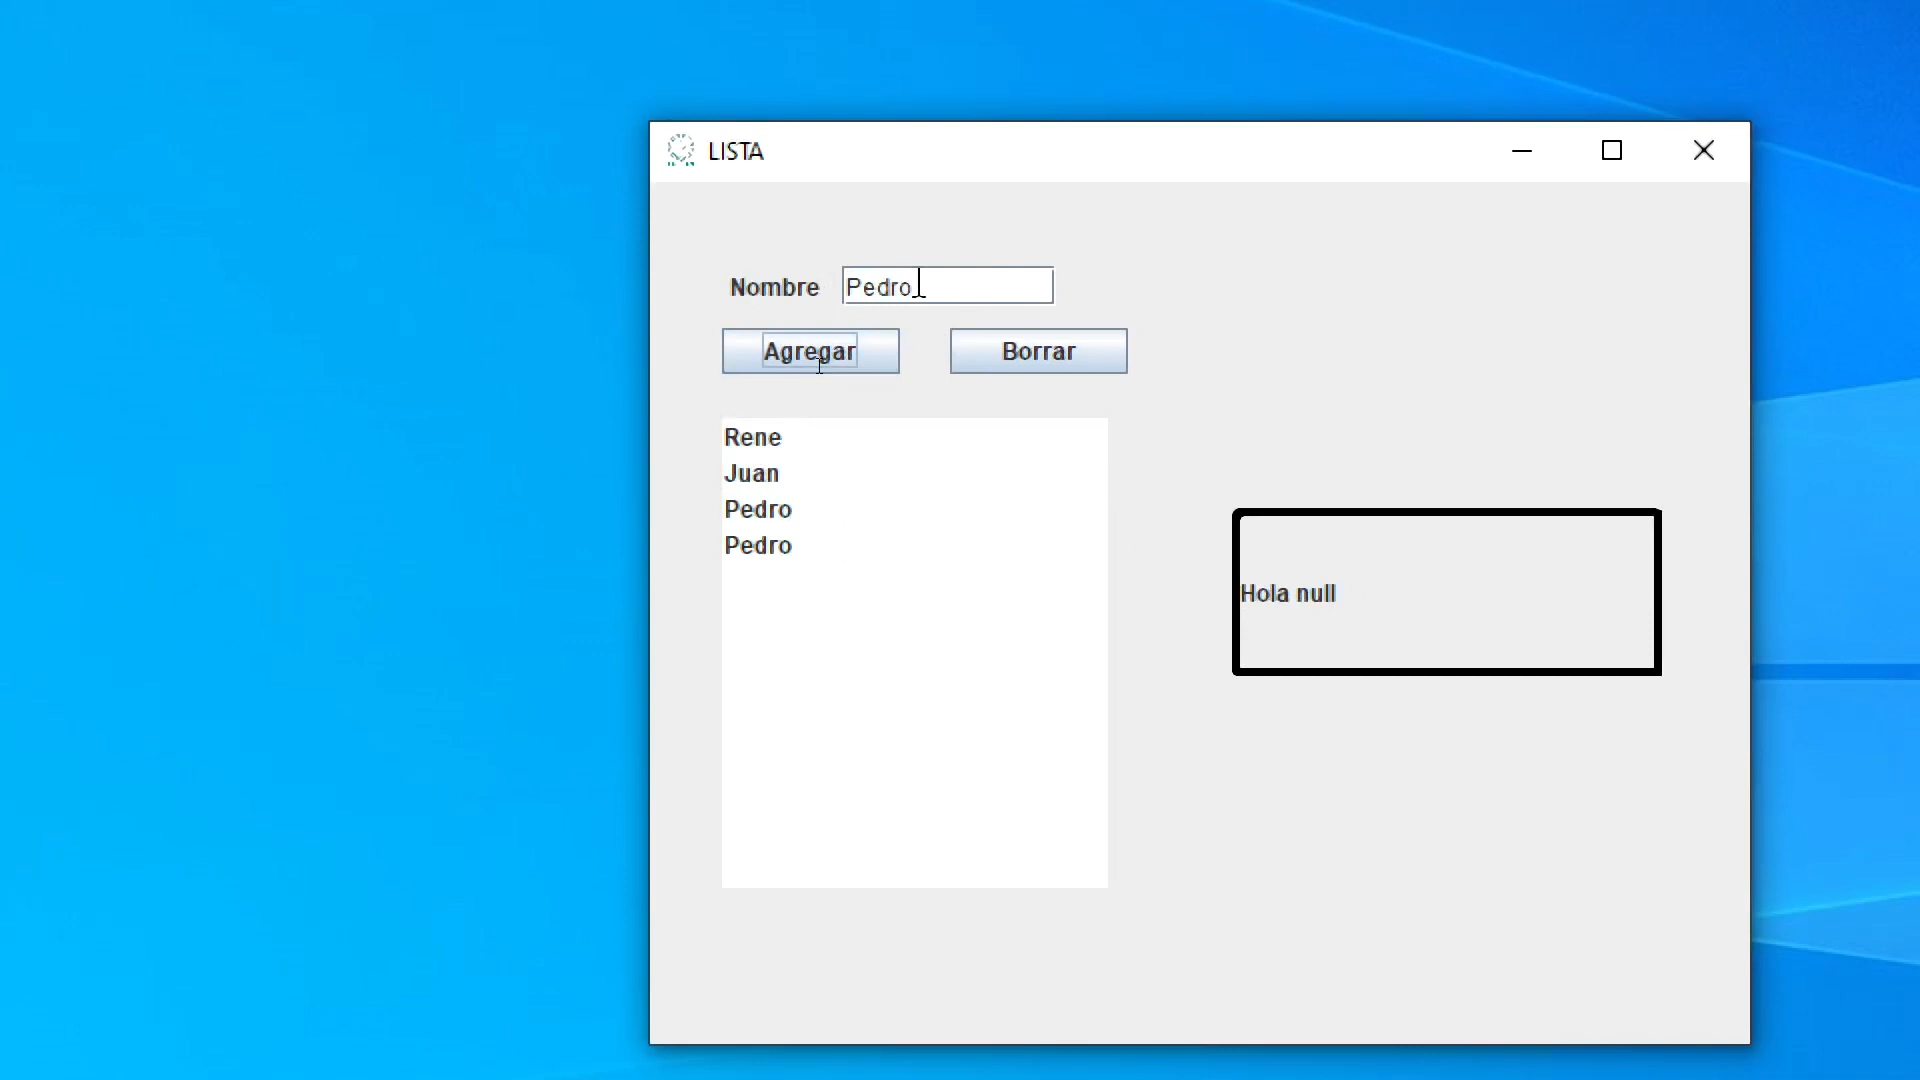 LISTA
Nombre Pedro
Agregar Borrar
Rene
Juan
Pedro
Pedro
Hola null